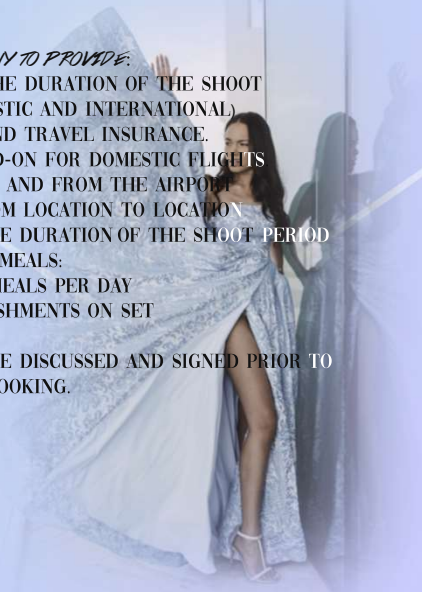 NY TO PROVIDE:
HE DURATION OF THE SHOOT
STIC AND INTERNATIONAL)
ND TRAVEL INSURANCE.
D-ON FOR DOMESTIC FLIGHTS
AND FROM THE AIRPORT
OM LOCATION TO LOCATION
E DURATION OF THE SHOOT PERIOD
MEALS:
MEALS PER DAY
SHMENTS ON SET
E DISCUSSED AND SIGNED PRIOR TO
OOKING.